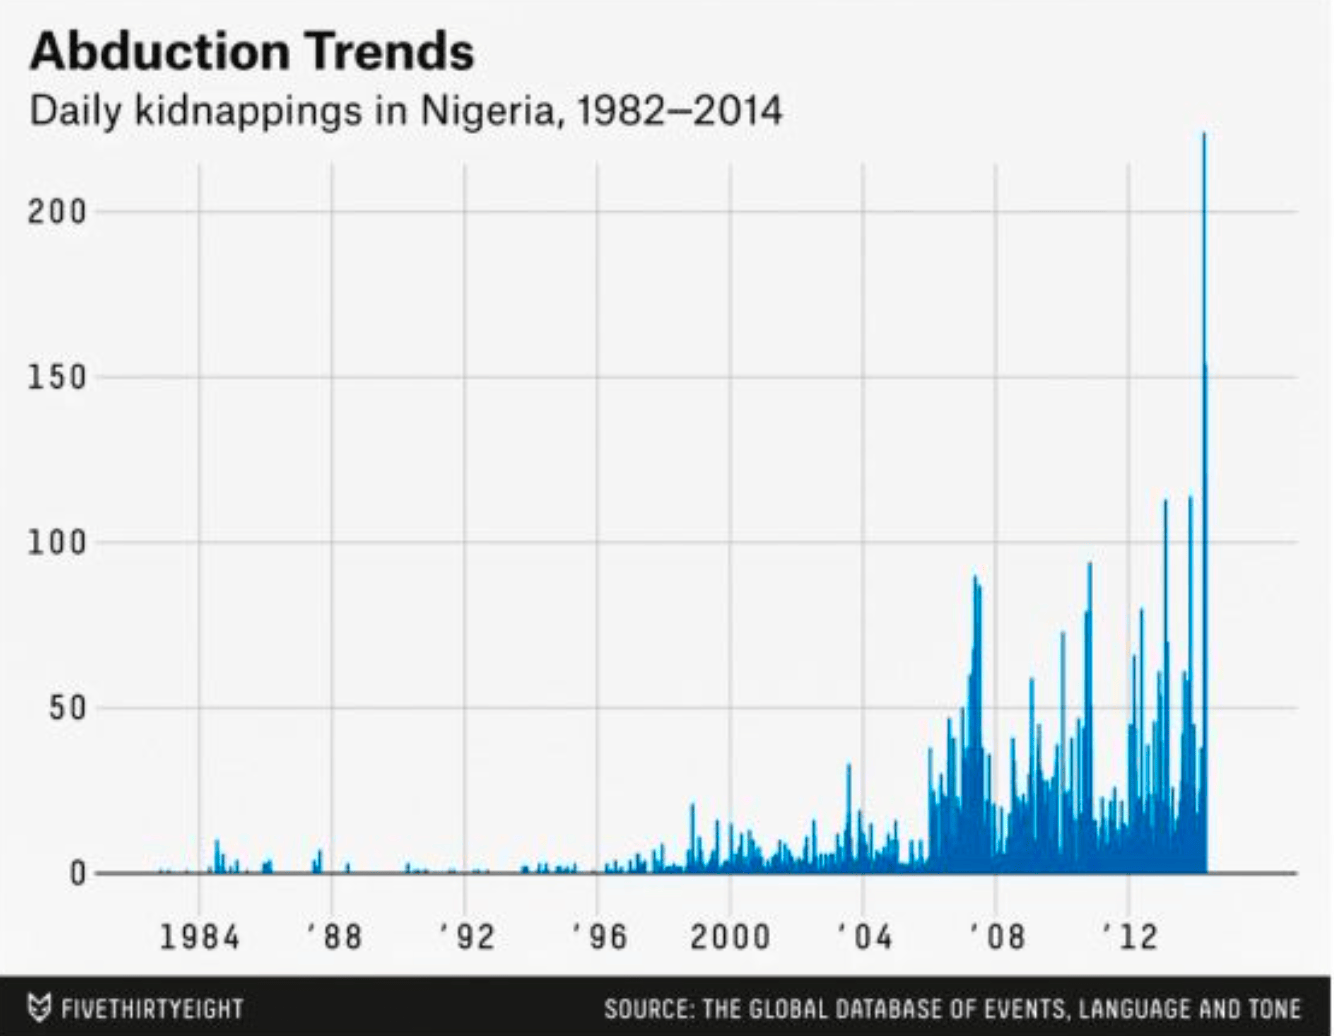 Abduction Trends
Daily kidnappings in Nigeria, 1982–2014
200
150
100
50
0
1984 '88 '92 '96 2000 '04 '08 '12
FIVETHIRTYEIGHT SOURCE: THE GLOBAL DATABASE OF EVENTS, LANGUAGE AND TONE